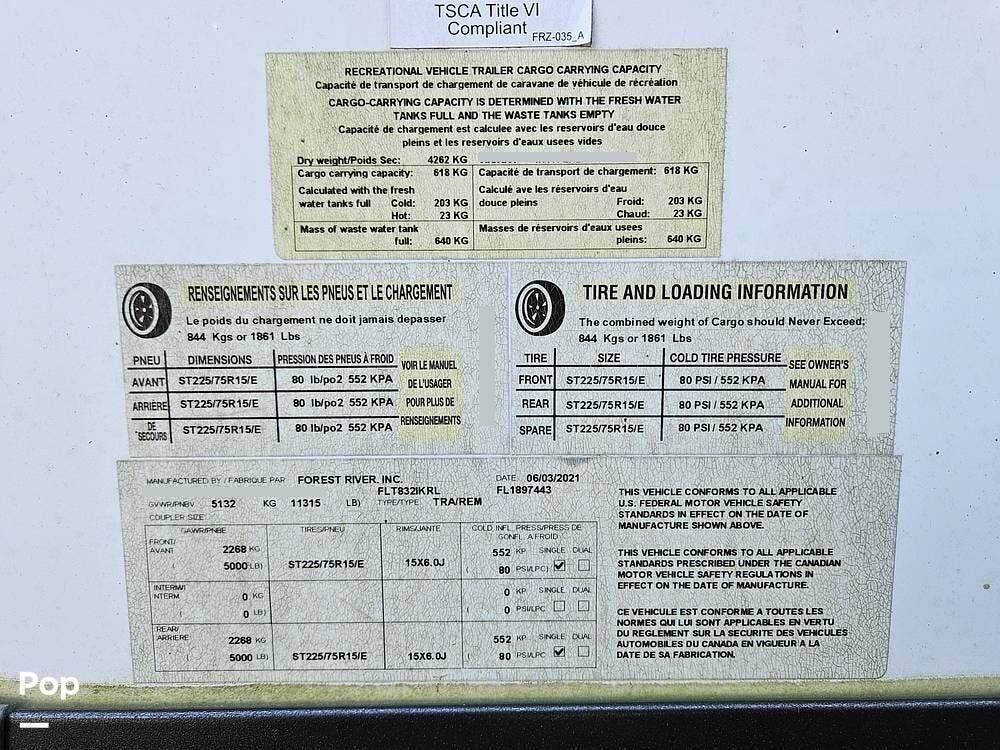 TSCA Title VI
Compliant
FRZ-035_A
RECREATIONAL VEHICLE TRAILER CARGO CARRYING CAPACITY
Capacité de transport de chargement de caravane de véhicule de récréation
CARGO-CARRYING CAPACITY IS DETERMINED WITH THE FRESH WATER
TANKS FULL AND THE WASTE TANKS EMPTY
Capacité de chargement est calculee avec les reservoirs d'eau douce
pleins et les reservoirs d'eaux usees vides
Dry weight/Poids Sec: 4262 KG
Cargo carrying capacity: 618 KG Capacité de transport de chargement: 618 KG
Calculated with the fresh Calculé ave les réservoirs d'eau
water tanks full Cold: 203 KG douce pleins Froid: 203 KG
Hot: 23 KG Chaud: 23 KG
Mass of waste water tank Masses de réservoirs d'eaux usees
full: 640 KG pleins: 640 KG
RENSEIGNEMENTS SUR LES PNEUS ET LE CHARGEMENT
Le poids du chargement ne doit jamais depasser
844 Kgs or 1861 Lbs
PNEU DIMENSIONS PRESSION DES PNEUS À FROID
AVANT ST225/75R15/E 80 lb/po2 552 KPA
ARRIÈRE ST225/75R15/E 80 lb/po2 552 KPA
DE SECOURS ST225/75R15/E 80 lb/po2 552 KPA
VOIR LE MANUEL
DE L'USAGER
POUR PLUS DE
RENSEIGNEMENTS
TIRE AND LOADING INFORMATION
The combined weight of Cargo should Never Exceed:
844 Kgs or 1861 Lbs
TIRE SIZE COLD TIRE PRESSURE
FRONT ST225/75R15/E 80 PSI / 552 KPA
REAR ST225/75R15/E 80 PSI / 552 KPA
SPARE ST225/75R15/E 80 PSI / 552 KPA
SEE OWNER'S
MANUAL FOR
ADDITIONAL
INFORMATION
MANUFACTURED BY / FABRIQUE PAR FOREST RIVER, INC. DATE 06/03/2021
FLT832IKRL FL1897443
GVWR/PNBV 5132 KG 11315 LB) TYPE/TYPE TRA/REM
COUPLER SIZE
GAWR/PNBE TIRES/PNEU RIMS/JANTE COLD INFL. PRESS/PRESS DE
GONFL. A FROID
FRONT/
AVANT 2268 KG 552 KP SINGLE DUAL
( 5000 LB) ST225/75R15/E 15X6.0J ( 80 PSI/LPC)
INTERM/
INTERM 0 KG 0 KP SINGLE DUAL
( 0 LB) ( 0 PSI/LPC
REAR/
ARRIERE 2268 KG 552 KP SINGLE DUAL
5000 LB) ST225/75R15/E 15X6.0J ( 80 PSI/LPC
THIS VEHICLE CONFORMS TO ALL APPLICABLE
U.S. FEDERAL MOTOR VEHICLE SAFETY
STANDARDS IN EFFECT ON THE DATE OF
MANUFACTURE SHOWN ABOVE.
THIS VEHICLE CONFORMS TO ALL APPLICABLE
STANDARDS PRESCRIBED UNDER THE CANADIAN
MOTOR VEHICLE SAFETY REGULATIONS IN
EFFECT ON THE DATE OF MANUFACTURE.
CE VEHICULE EST CONFORME A TOUTES LES
NORMES QUI LUI SONT APPLICABLES EN VERTU
DU REGLEMENT SUR LA SECURITE DES VEHICULES
AUTOMOBILES DU CANADA EN VIGUEUR A LA
DATE DE SA FABRICATION.
Pop